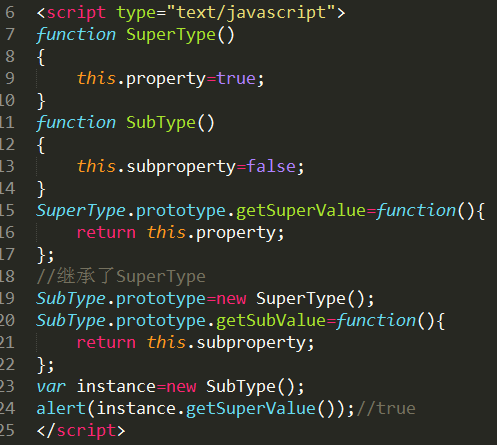 6 <script type="text/javascript">
7 function SuperType()
8 {
9     this.property=true;
10 }
11 function SubType()
12 {
13     this.subproperty=false;
14 }
15 SuperType.prototype.getSuperValue=function(){
16     return this.property;
17 };
18 //继承了SuperType
19 SubType.prototype=new SuperType();
20 SubType.prototype.getSubValue=function(){
21     return this.subproperty;
22 };
23 var instance=new SubType();
24 alert(instance.getSuperValue());//true
25 </script>